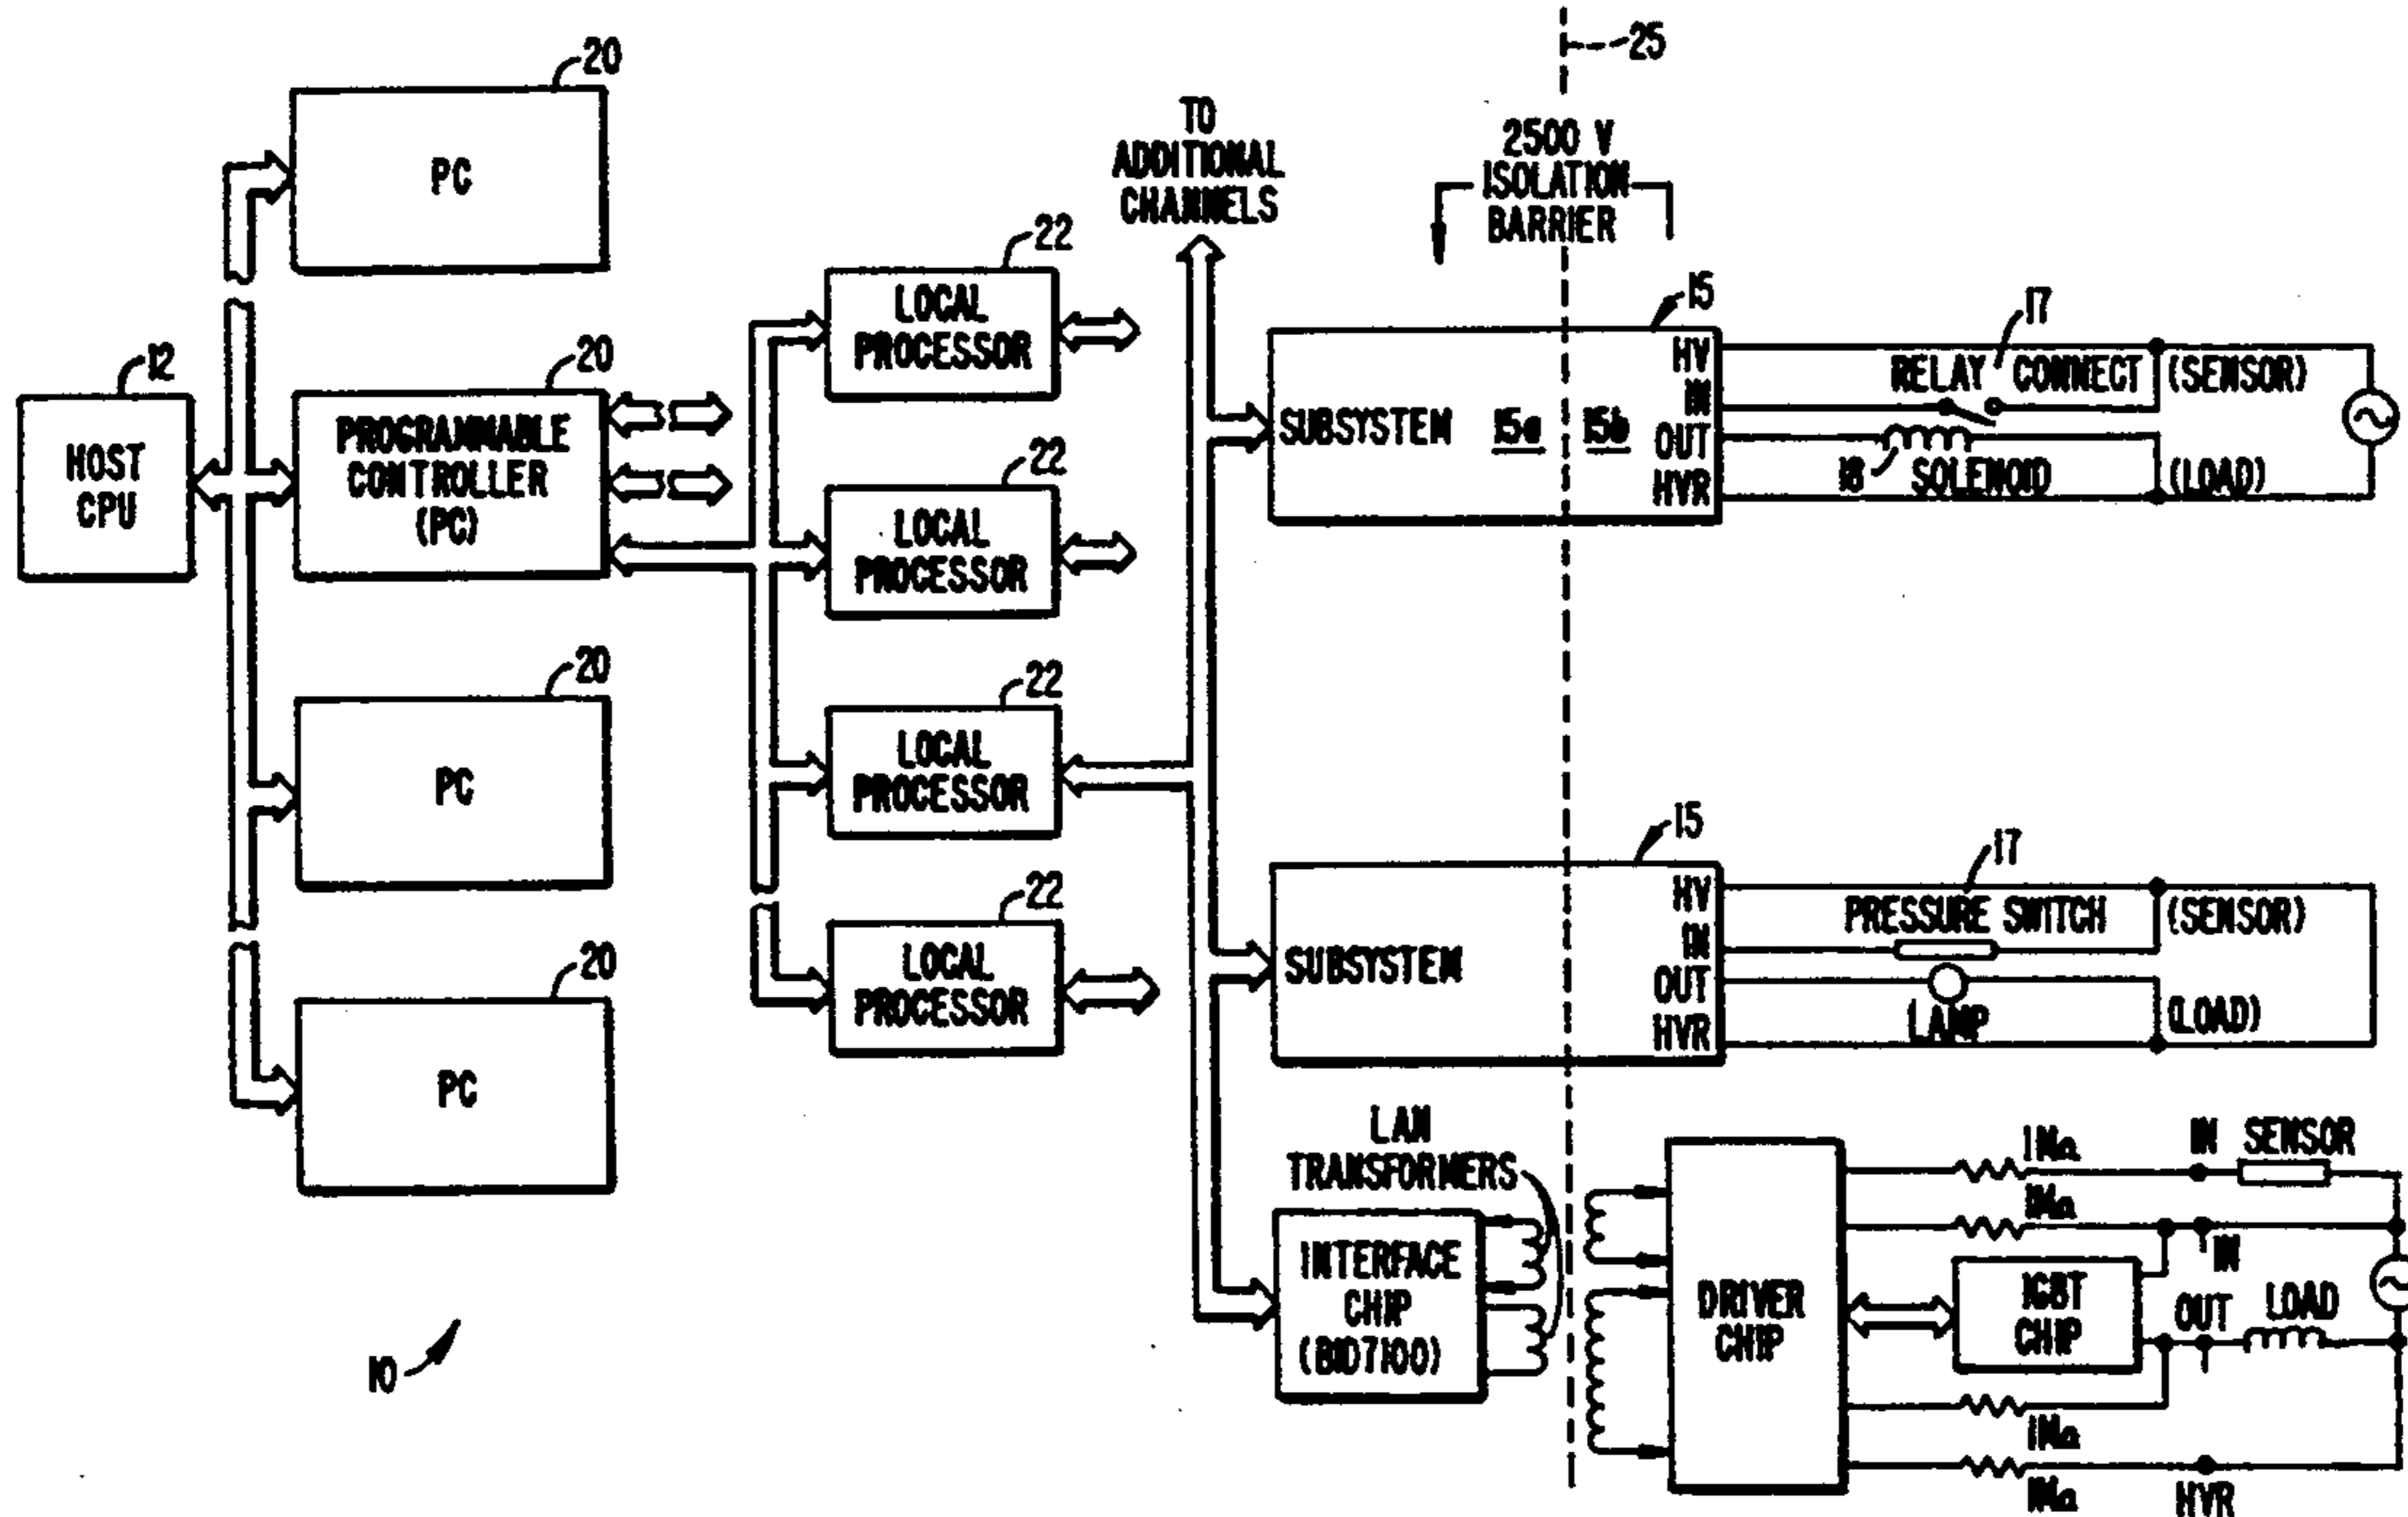 20
PC
12
HOST
CPU
20
PROGRAMMABLE
CONTROLLER
(PC)
20
PC
20
PC
10
22
LOCAL
PROCESSOR
22
LOCAL
PROCESSOR
22
LOCAL
PROCESSOR
22
LOCAL
PROCESSOR
TO
ADDITIONAL
CHANNELS
25
2500 V
ISOLATION
BARRIER
15
SUBSYSTEM 15a 15b
HV
IN
OUT
HVR
17
RELAY CONNECT (SENSOR)
18 SOLENOID (LOAD)
15
SUBSYSTEM
HV
IN
OUT
HVR
17
PRESSURE SWITCH (SENSOR)
LAMP (LOAD)
LAN
TRANSFORMERS
INTERFACE
CHIP
(BID7100)
DRIVER
CHIP
IN SENSOR
IN
IGBT
CHIP
OUT LOAD
HVR